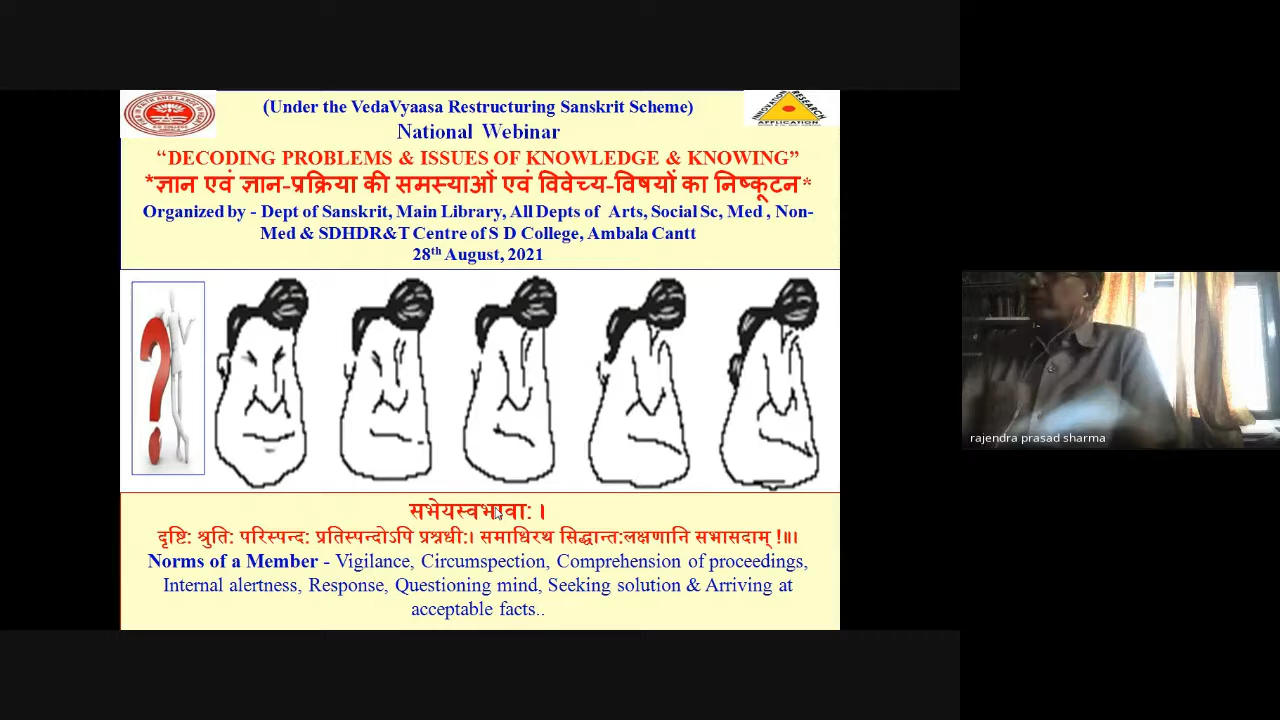 (Under the VedaVyaasa Restructuring Sanskrit Scheme)
National Webinar
“DECODING PROBLEMS & ISSUES OF KNOWLEDGE & KNOWING”
*ज्ञान एवं ज्ञान-प्रक्रिया की समस्याओं एवं विवेच्य-विषयों का निष्कूटन*
Organized by - Dept of Sanskrit, Main Library, All Depts of Arts, Social Sc, Med , Non-
Med & SDHDR&T Centre of S D College, Ambala Cantt
28th August, 2021
INNOVATION RESEARCH
APPLICATION
?
सभेयस्वभावा: ।
दृष्टि: श्रुति: परिस्पन्द: प्रतिस्पन्दोऽपि प्रश्नधी:। समाधिरथ सिद्धान्त:लक्षणानि सभासदाम् !॥।
Norms of a Member - Vigilance, Circumspection, Comprehension of proceedings,
Internal alertness, Response, Questioning mind, Seeking solution & Arriving at
acceptable facts..
rajendra prasad sharma